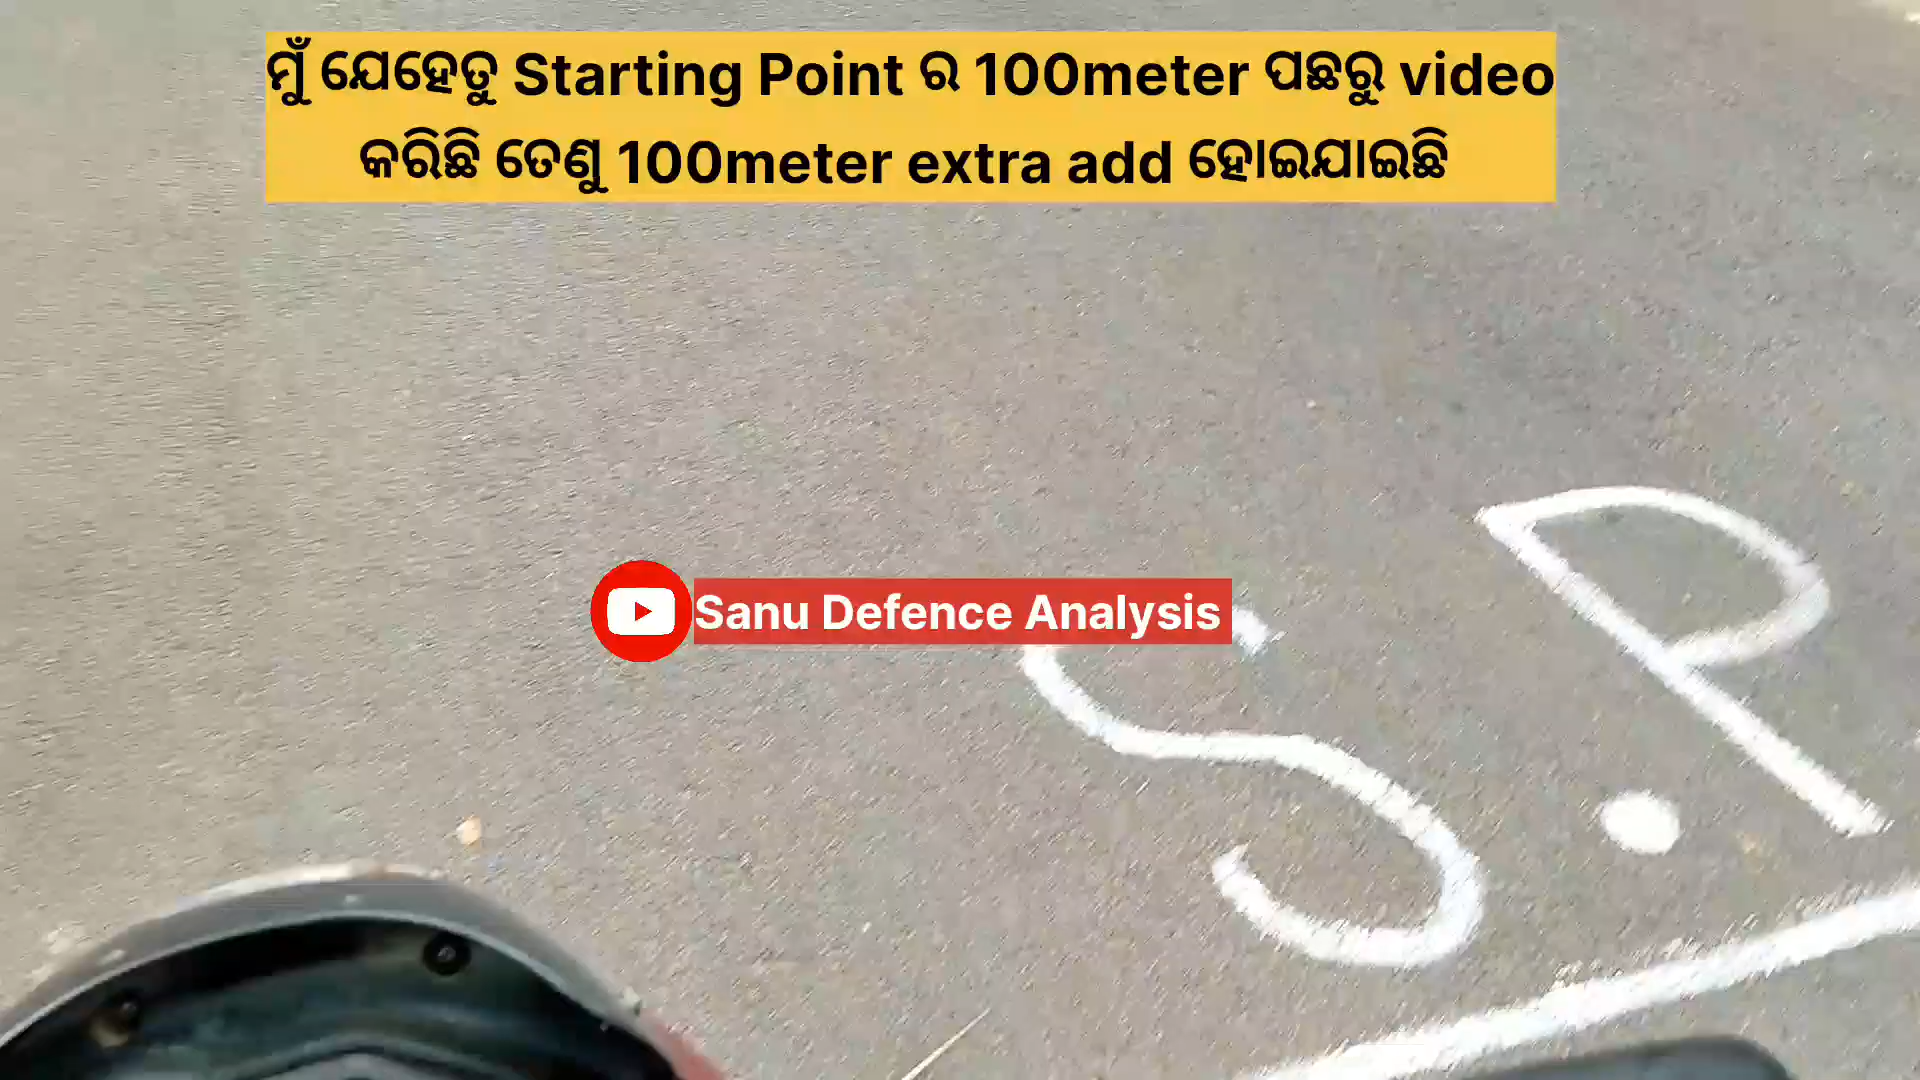 ମୁଁ ଯେହେତୁ Starting Point ର 100meter ପଛରୁ video
କରିଛି ତେଣୁ 100meter extra add ହୋଇଯାଇଛି
Sanu Defence Analysis
S.P